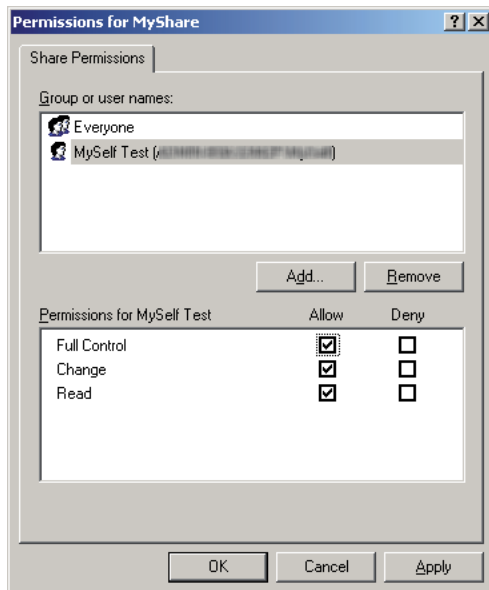 Permissions for MyShare
Share Permissions
Group or user names:
Everyone
MySelf Test (
Add... Remove
Permissions for MySelf Test Allow Deny
Full Control
Change
Read
OK Cancel Apply